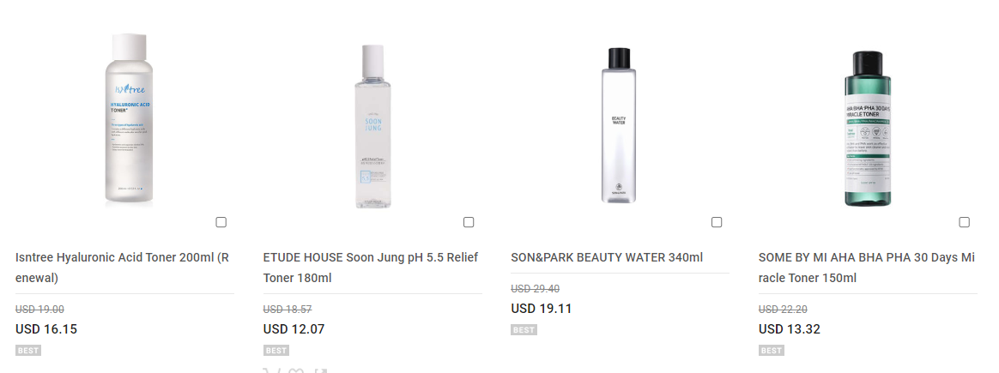 Isntree
HYALURONIC ACID
TONER
SOON
JUNG
BEAUTY
WATER
AHA·BHA·PHA 30 DAYS
MIRACLE TONER
Isntree Hyaluronic Acid Toner 200ml (R
enewal)
USD 19.00
USD 16.15
BEST
ETUDE HOUSE Soon Jung pH 5.5 Relief
Toner 180ml
USD 18.57
USD 12.07
BEST
SON&PARK BEAUTY WATER 340ml
USD 29.40
USD 19.11
BEST
SOME BY MI AHA BHA PHA 30 Days Mi
racle Toner 150ml
USD 22.20
USD 13.32
BEST